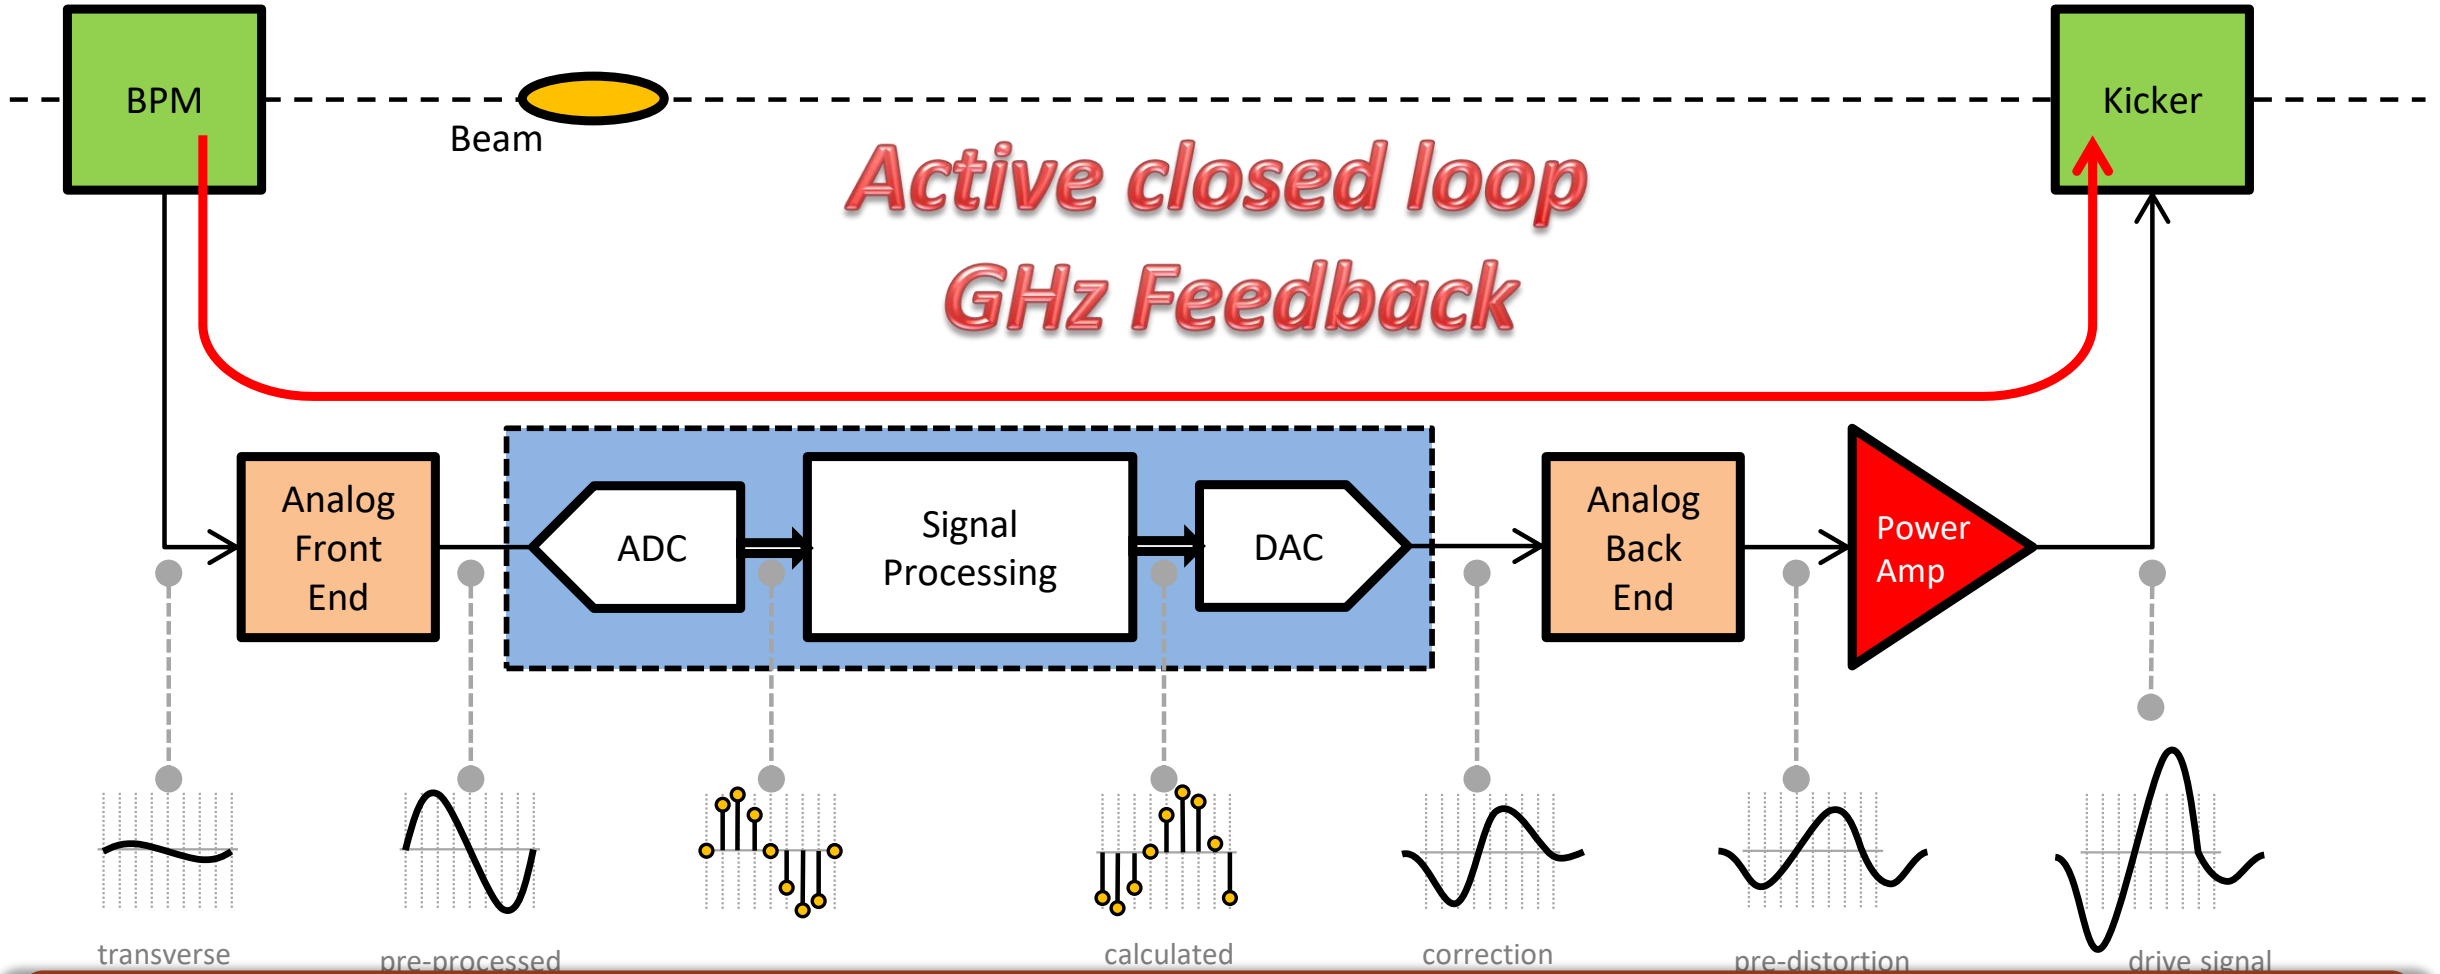 BPM
Beam
Kicker
Active closed loop
GHz Feedback
Analog
Front
End
ADC
Signal
Processing
DAC
Analog
Back
End
Power
Amp
transverse
pre-processed
calculated
correction
pre-distortion
drive signal